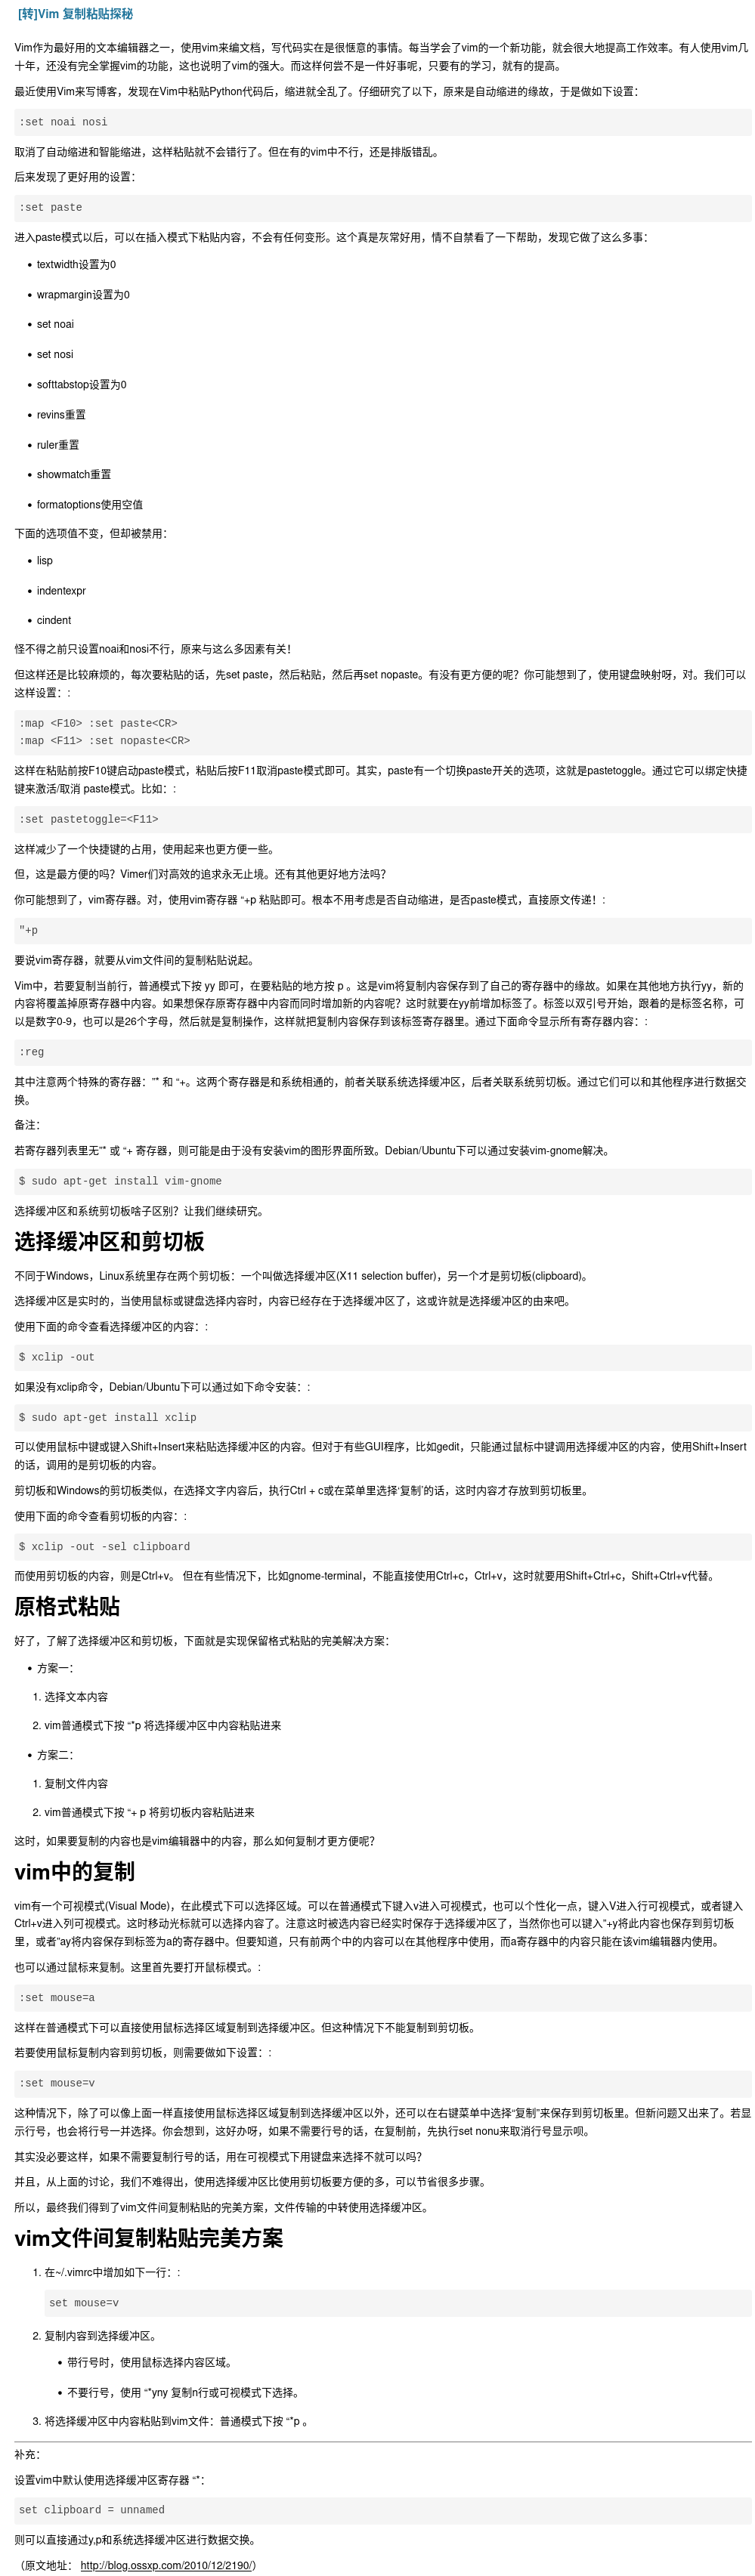 [转]Vim 复制粘贴探秘
Vim作为最好用的文本编辑器之一，使用vim来编文档，写代码实在是很惬意的事情。每当学会了vim的一个新功能，就会很大地提高工作效率。有人使用vim几
十年，还没有完全掌握vim的功能，这也说明了vim的强大。而这样何尝不是一件好事呢，只要有的学习，就有的提高。
最近使用Vim来写博客，发现在Vim中粘贴Python代码后，缩进就全乱了。仔细研究了以下，原来是自动缩进的缘故，于是做如下设置：
:set noai nosi
取消了自动缩进和智能缩进，这样粘贴就不会错行了。但在有的vim中不行，还是排版错乱。
后来发现了更好用的设置：
:set paste
进入paste模式以后，可以在插入模式下粘贴内容，不会有任何变形。这个真是灰常好用，情不自禁看了一下帮助，发现它做了这么多事：
• textwidth设置为0
• wrapmargin设置为0
• set noai
• set nosi
• softtabstop设置为0
• revins重置
• ruler重置
• showmatch重置
• formatoptions使用空值
下面的选项值不变，但却被禁用：
• lisp
• indentexpr
• cindent
怪不得之前只设置noai和nosi不行，原来与这么多因素有关！
但这样还是比较麻烦的，每次要粘贴的话，先set paste，然后粘贴，然后再set nopaste。有没有更方便的呢？你可能想到了，使用键盘映射呀，对。我们可以
这样设置：:
:map <F10> :set paste<CR>
:map <F11> :set nopaste<CR>
这样在粘贴前按F10键启动paste模式，粘贴后按F11取消paste模式即可。其实，paste有一个切换paste开关的选项，这就是pastetoggle。通过它可以绑定快捷
键来激活/取消 paste模式。比如：:
:set pastetoggle=<F11>
这样减少了一个快捷键的占用，使用起来也更方便一些。
但，这是最方便的吗？Vimer们对高效的追求永无止境。还有其他更好地方法吗？
你可能想到了，vim寄存器。对，使用vim寄存器 “+p 粘贴即可。根本不用考虑是否自动缩进，是否paste模式，直接原文传递！:
"+p
要说vim寄存器，就要从vim文件间的复制粘贴说起。
Vim中，若要复制当前行，普通模式下按 yy 即可，在要粘贴的地方按 p 。这是vim将复制内容保存到了自己的寄存器中的缘故。如果在其他地方执行yy，新的
内容将覆盖掉原寄存器中内容。如果想保存原寄存器中内容而同时增加新的内容呢？这时就要在yy前增加标签了。标签以双引号开始，跟着的是标签名称，可
以是数字0-9，也可以是26个字母，然后就是复制操作，这样就把复制内容保存到该标签寄存器里。通过下面命令显示所有寄存器内容：:
:reg
其中注意两个特殊的寄存器：”* 和 “+。这两个寄存器是和系统相通的，前者关联系统选择缓冲区，后者关联系统剪切板。通过它们可以和其他程序进行数据交
换。
备注：
若寄存器列表里无”* 或 “+ 寄存器，则可能是由于没有安装vim的图形界面所致。Debian/Ubuntu下可以通过安装vim-gnome解决。
$ sudo apt-get install vim-gnome
选择缓冲区和系统剪切板啥子区别？让我们继续研究。
选择缓冲区和剪切板
不同于Windows，Linux系统里存在两个剪切板：一个叫做选择缓冲区(X11 selection buffer)，另一个才是剪切板(clipboard)。
选择缓冲区是实时的，当使用鼠标或键盘选择内容时，内容已经存在于选择缓冲区了，这或许就是选择缓冲区的由来吧。
使用下面的命令查看选择缓冲区的内容：:
$ xclip -out
如果没有xclip命令，Debian/Ubuntu下可以通过如下命令安装：:
$ sudo apt-get install xclip
可以使用鼠标中键或键入Shift+Insert来粘贴选择缓冲区的内容。但对于有些GUI程序，比如gedit，只能通过鼠标中键调用选择缓冲区的内容，使用Shift+Insert
的话，调用的是剪切板的内容。
剪切板和Windows的剪切板类似，在选择文字内容后，执行Ctrl + c或在菜单里选择‘复制’的话，这时内容才存放到剪切板里。
使用下面的命令查看剪切板的内容：:
$ xclip -out -sel clipboard
而使用剪切板的内容，则是Ctrl+v。 但在有些情况下，比如gnome-terminal，不能直接使用Ctrl+c，Ctrl+v，这时就要用Shift+Ctrl+c，Shift+Ctrl+v代替。
原格式粘贴
好了，了解了选择缓冲区和剪切板，下面就是实现保留格式粘贴的完美解决方案：
• 方案一：
1. 选择文本内容
2. vim普通模式下按 “*p 将选择缓冲区中内容粘贴进来
• 方案二：
1. 复制文件内容
2. vim普通模式下按 “+ p 将剪切板内容粘贴进来
这时，如果要复制的内容也是vim编辑器中的内容，那么如何复制才更方便呢？
vim中的复制
vim有一个可视模式(Visual Mode)，在此模式下可以选择区域。可以在普通模式下键入v进入可视模式，也可以个性化一点，键入V进入行可视模式，或者键入
Ctrl+v进入列可视模式。这时移动光标就可以选择内容了。注意这时被选内容已经实时保存于选择缓冲区了，当然你也可以键入”+y将此内容也保存到剪切板
里，或者”ay将内容保存到标签为a的寄存器中。但要知道，只有前两个中的内容可以在其他程序中使用，而a寄存器中的内容只能在该vim编辑器内使用。
也可以通过鼠标来复制。这里首先要打开鼠标模式。:
:set mouse=a
这样在普通模式下可以直接使用鼠标选择区域复制到选择缓冲区。但这种情况下不能复制到剪切板。
若要使用鼠标复制内容到剪切板，则需要做如下设置：:
:set mouse=v
这种情况下，除了可以像上面一样直接使用鼠标选择区域复制到选择缓冲区以外，还可以在右键菜单中选择“复制”来保存到剪切板里。但新问题又出来了。若显
示行号，也会将行号一并选择。你会想到，这好办呀，如果不需要行号的话，在复制前，先执行set nonu来取消行号显示呗。
其实没必要这样，如果不需要复制行号的话，用在可视模式下用键盘来选择不就可以吗？
并且，从上面的讨论，我们不难得出，使用选择缓冲区比使用剪切板要方便的多，可以节省很多步骤。
所以，最终我们得到了vim文件间复制粘贴的完美方案，文件传输的中转使用选择缓冲区。
vim文件间复制粘贴完美方案
1. 在~/.vimrc中增加如下一行：:
set mouse=v
2. 复制内容到选择缓冲区。
• 带行号时，使用鼠标选择内容区域。
• 不要行号，使用 “*yny 复制n行或可视模式下选择。
3. 将选择缓冲区中内容粘贴到vim文件：普通模式下按 “*p 。
补充：
设置vim中默认使用选择缓冲区寄存器 “*：
set clipboard = unnamed
则可以直接通过y,p和系统选择缓冲区进行数据交换。
（原文地址： http://blog.ossxp.com/2010/12/2190/）